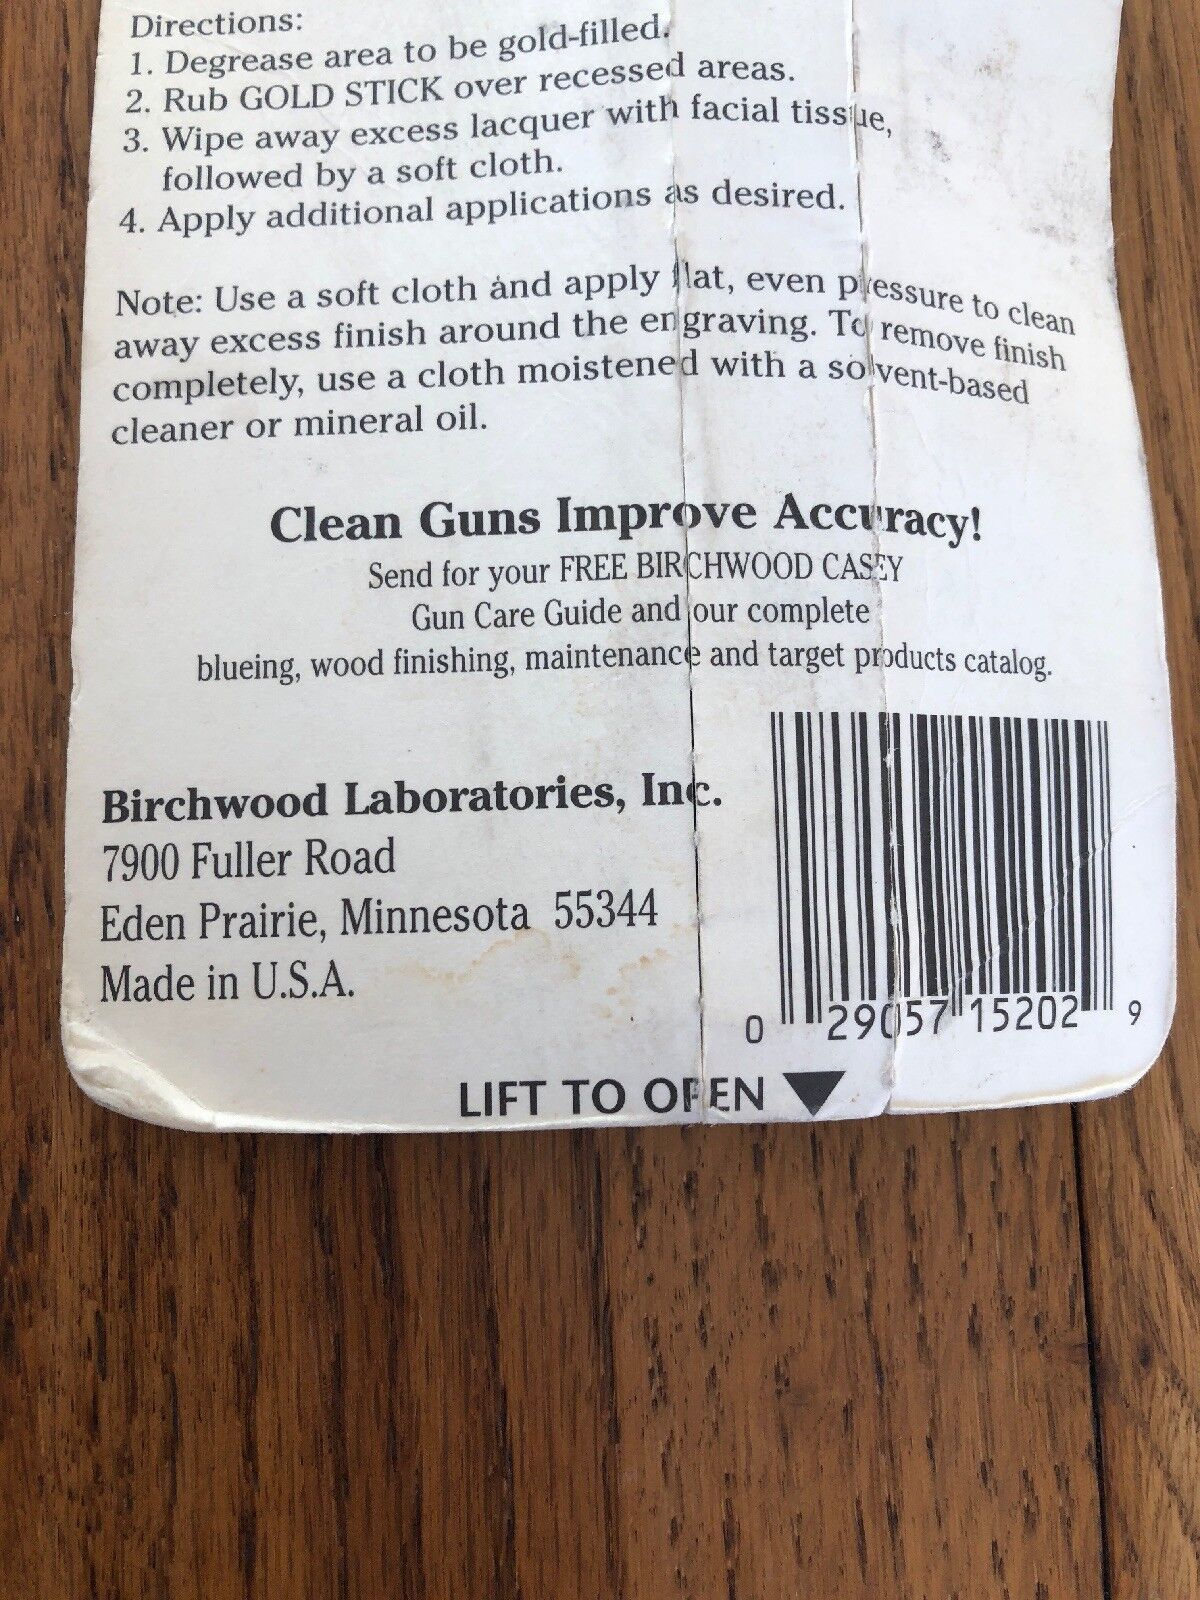 Directions:
1. Degrease area to be gold-filled.
2. Rub GOLD STICK over recessed areas.
3. Wipe away excess lacquer with facial tissue,
followed by a soft cloth.
4. Apply additional applications as desired.
Note: Use a soft cloth and apply flat, even pressure to clean
away excess finish around the engraving. To remove finish
completely, use a cloth moistened with a solvent-based
cleaner or mineral oil.
Clean Guns Improve Accuracy!
Send for your FREE BIRCHWOOD CASEY
Gun Care Guide and our complete
blueing, wood finishing, maintenance and target products catalog.
Birchwood Laboratories, Inc.
7900 Fuller Road
Eden Prairie, Minnesota 55344
Made in U.S.A.
0 29057 15202 9
LIFT TO OPEN